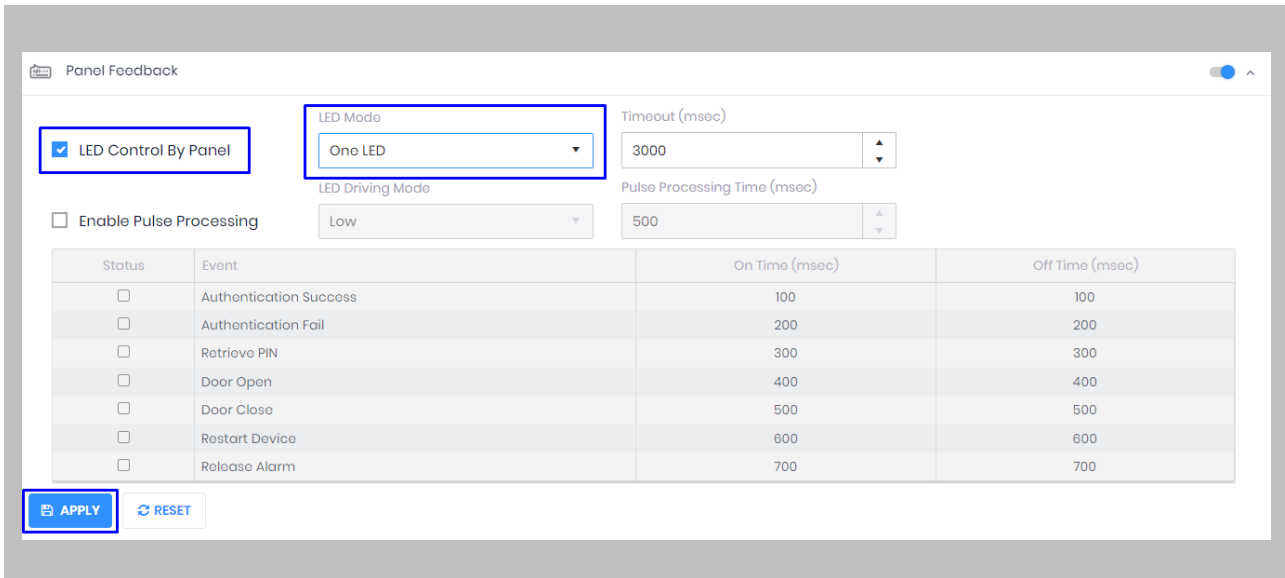 Panel Feedback
LED Mode
Timeout (msec)
LED Control By Panel
One LED
3000
LED Driving Mode
Pulse Processing Time (msec)
Enable Pulse Processing
Low
500
Status Event On Time (msec) Off Time (msec)
Authentication Success 100 100
Authentication Fail 200 200
Retrieve PIN 300 300
Door Open 400 400
Door Close 500 500
Restart Device 600 600
Release Alarm 700 700
APPLY RESET